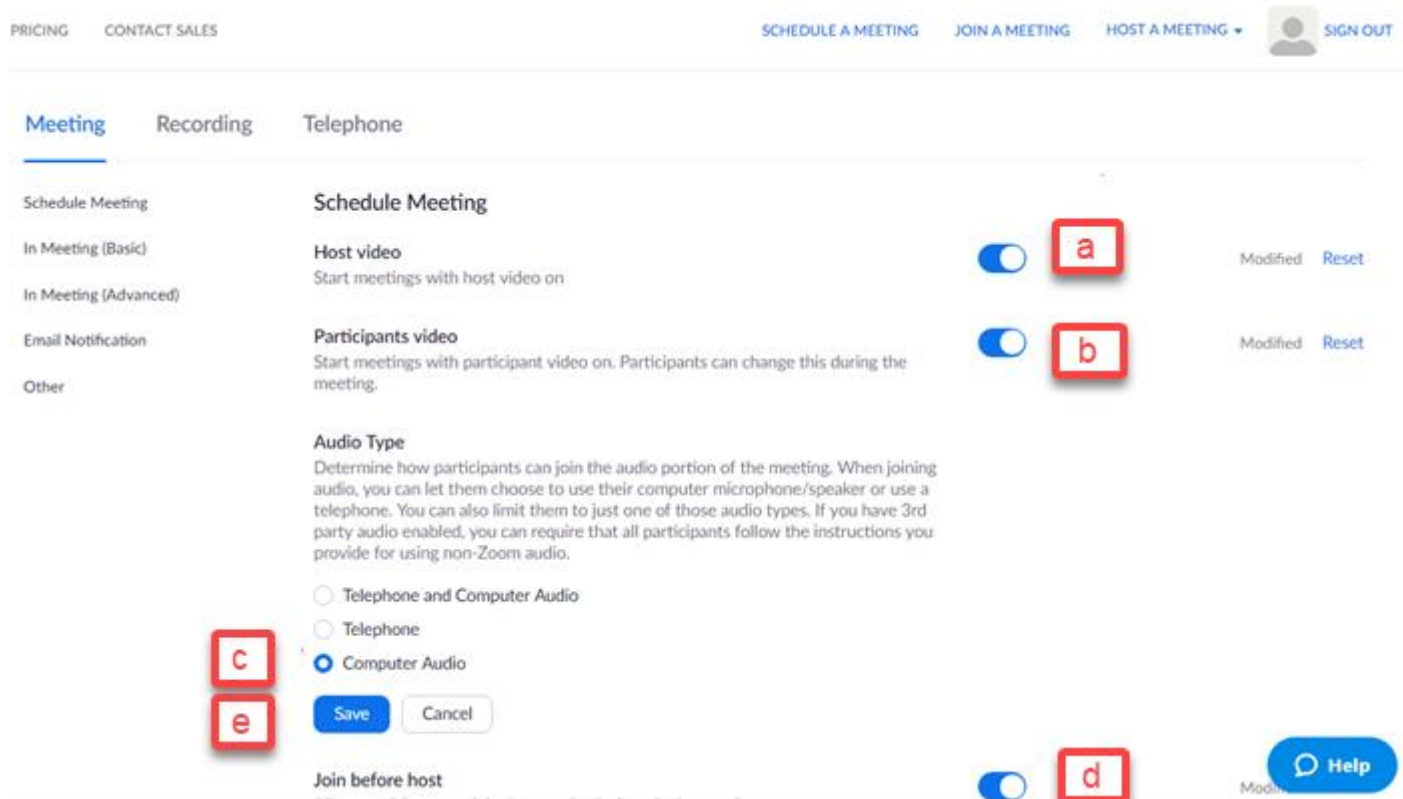 PRICING CONTACT SALES SCHEDULE A MEETING JOIN A MEETING HOST A MEETING SIGN OUT
Meeting Recording Telephone
Schedule Meeting
In Meeting (Basic)
In Meeting (Advanced)
Email Notification
Other
Schedule Meeting
Host video
Start meetings with host video on
a
Modified Reset
Participants video
Start meetings with participant video on. Participants can change this during the
meeting.
b
Modified Reset
Audio Type
Determine how participants can join the audio portion of the meeting. When joining
audio, you can let them choose to use their computer microphone/speaker or use a
telephone. You can also limit them to just one of those audio types. If you have 3rd
party audio enabled, you can require that all participants follow the instructions you
provide for using non-Zoom audio.
Telephone and Computer Audio
Telephone
c Computer Audio
e Save Cancel
Join before host
d
Help